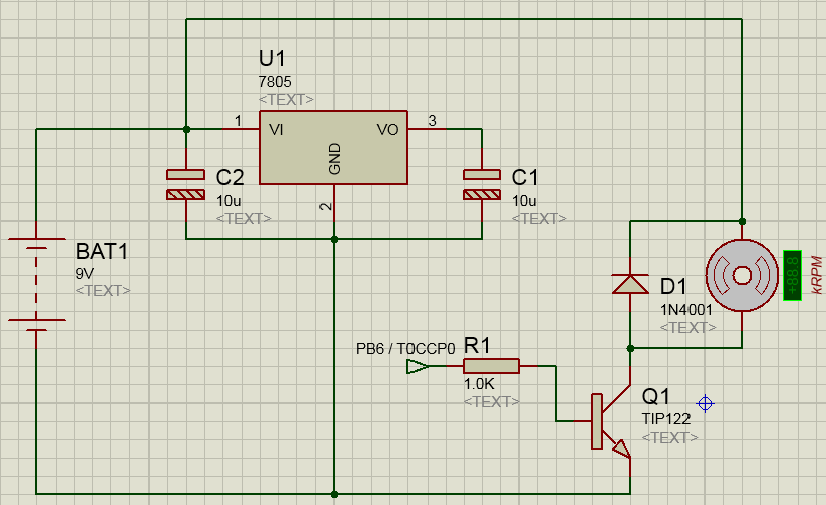 U1
7805
<TEXT>
1
VI
VO
3
GND
2
C2
10u
<TEXT>
C1
10u
<TEXT>
BAT1
9V
<TEXT>
D1
1N4001
<TEXT>
+88.8
kRPM
PB6 / T0CCP0
R1
1.0K
<TEXT>
Q1
TIP122
<TEXT>